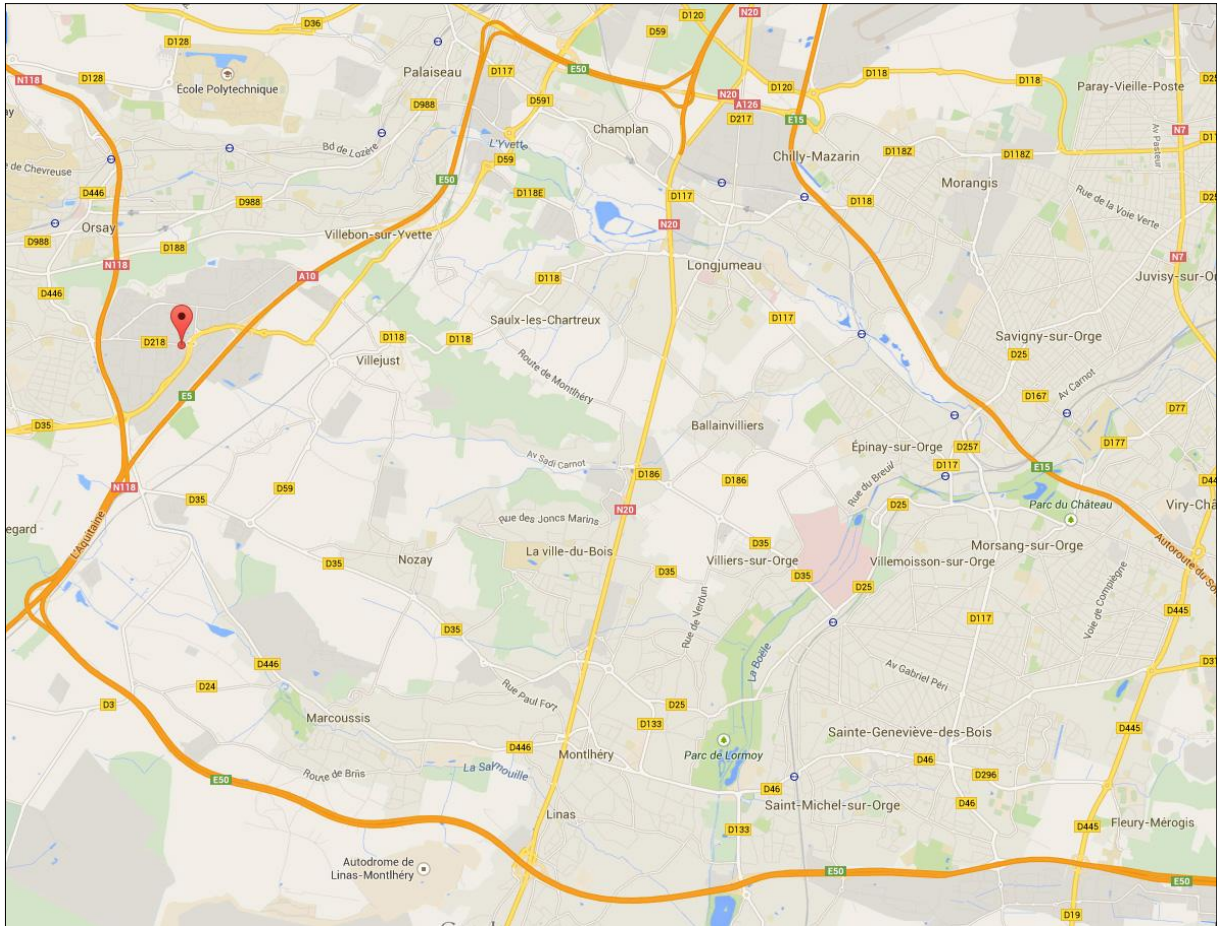 D36
D128
D120
N20
D59
N118
D128
École Polytechnique
Palaiseau
D117
E50
D118
D118
D25
Paray-Vieille-Poste
D988
D591
N20
A126
D217
D120
E15
Champlan
L'Yvette
Bd de Lozère
D59
Chilly-Mazarin
D118Z
D118Z
N7
Av Pasteur
de Chevreuse
D446
E50
D118E
D117
D118
Morangis
Rue de la Voie Verte
D25
Orsay
D988
D988
D188
Villebon-sur-Yvette
N20
N118
A10
Longjumeau
N7
Juvisy-sur-O
D446
D118
D218
Saulx-les-Chartreux
D117
D118
D118
Villejust
Savigny-sur-Orge
D25
Route de Montlhéry
E5
D167
Av Carnot
D77
D35
Ballainvilliers
Épinay-sur-Orge
D257
D177
Av Sadi Carnot
D186
D186
D117
E15
Rue du Breuil
N118
D35
D59
D44
Viry-Châ
egard
L'Aquitaine
N20
Rue des Joncs Marins
D25
Parc du Château
La ville-du-Bois
D35
Morsang-sur-Orge
Nozay
D35
Villiers-sur-Orge
Villemoisson-sur-Orge
Autoroute du So
D35
D35
D25
Voie de Compiègne
D445
D35
Rue de Verdun
D117
La Boële
D446
Av Gabriel Péri
D37
D24
Rue Paul Fort
D3
D25
D133
Marcoussis
D446
Montlhéry
Parc de Lormoy
Sainte-Geneviève-des-Bois
D445
D46
La Salmouille
Route de Briis
E50
D296
D46
Saint-Michel-sur-Orge
D46
Linas
D133
D445
Fleury-Mérogis
Autodrome de
Linas-Montlhéry
E50
E50
D19